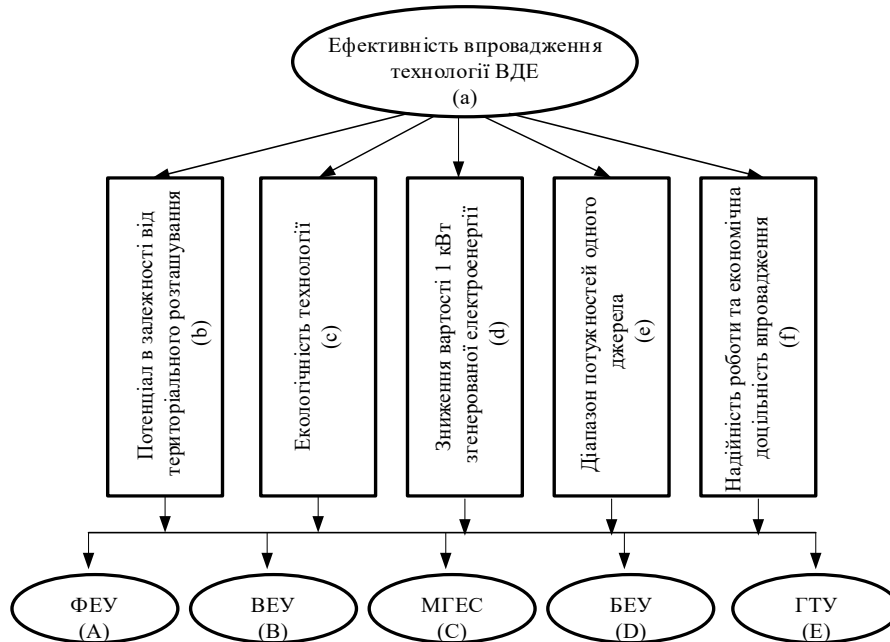 Ефективність впровадження
технології ВДЕ
(a)
Потенціал в залежності від
територіального розташування
(b)
Екологічність технології
(c)
Зниження вартості 1 кВт
згенерованої електроенергії
(d)
Діапазон потужностей одного
джерела
(e)
Надійність роботи та економічна
доцільність впровадження
(f)
ФЕУ
(A)
ВЕУ
(B)
МГЕС
(C)
БЕУ
(D)
ГТУ
(E)